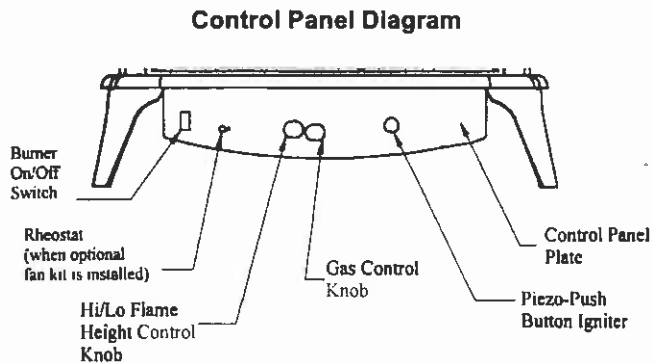 Control Panel Diagram
Burner
On/Off
Switch
Rheostat
(when optional
fan kit is installed)
Hi/Lo Flame
Height Control
Knob
Gas Control
Knob
Piezo-Push
Button Igniter
Control Panel
Plate